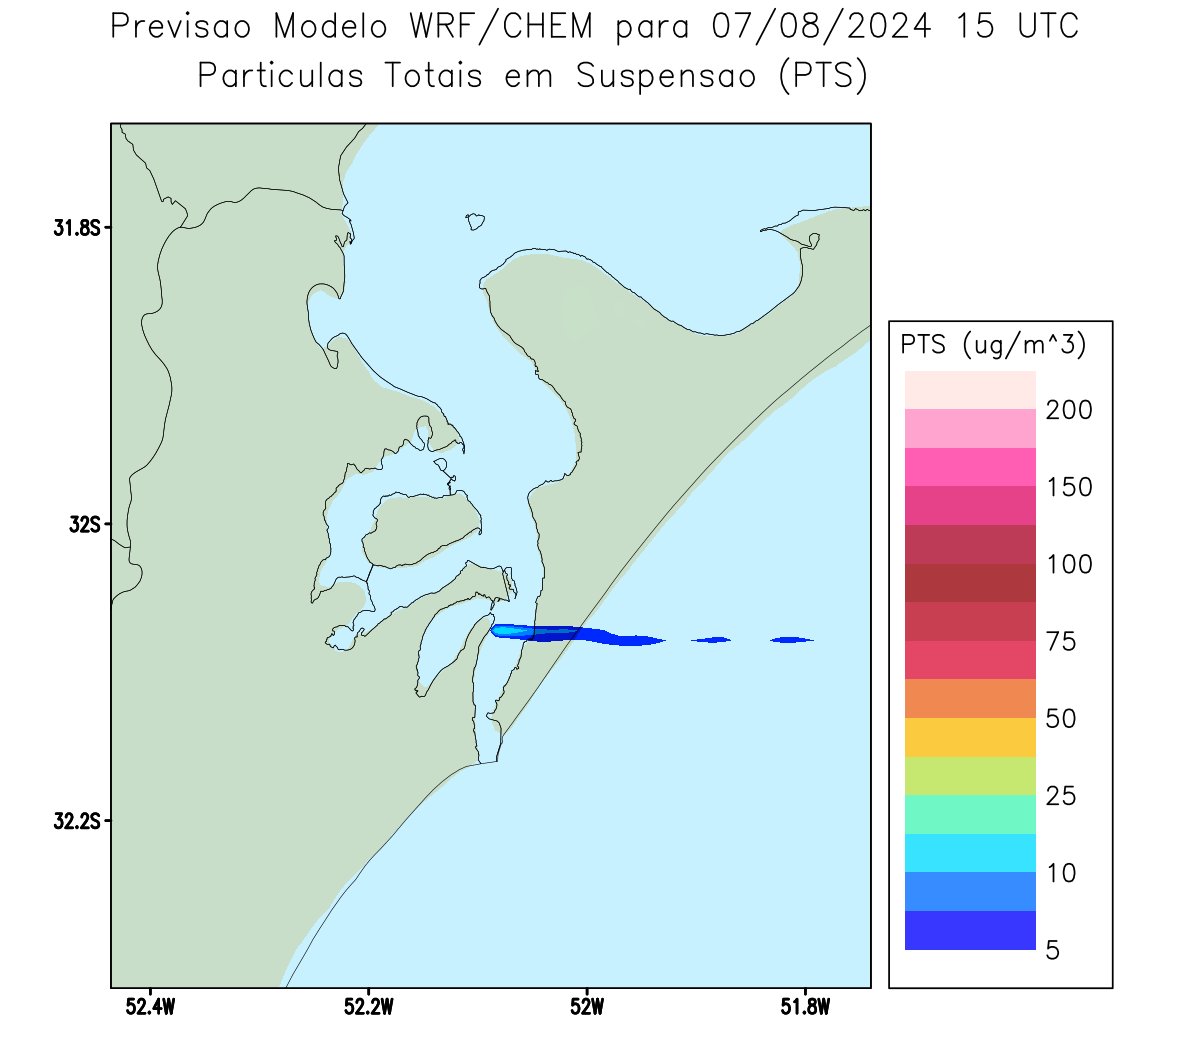 Previsao Modelo WRF/CHEM para 07/08/2024 15 UTC
Particulas Totais em Suspensao (PTS)
31.8S
32S
32.2S
52.4W
52.2W
52W
51.8W
PTS (ug/m^3)
200
150
100
75
50
25
10
5